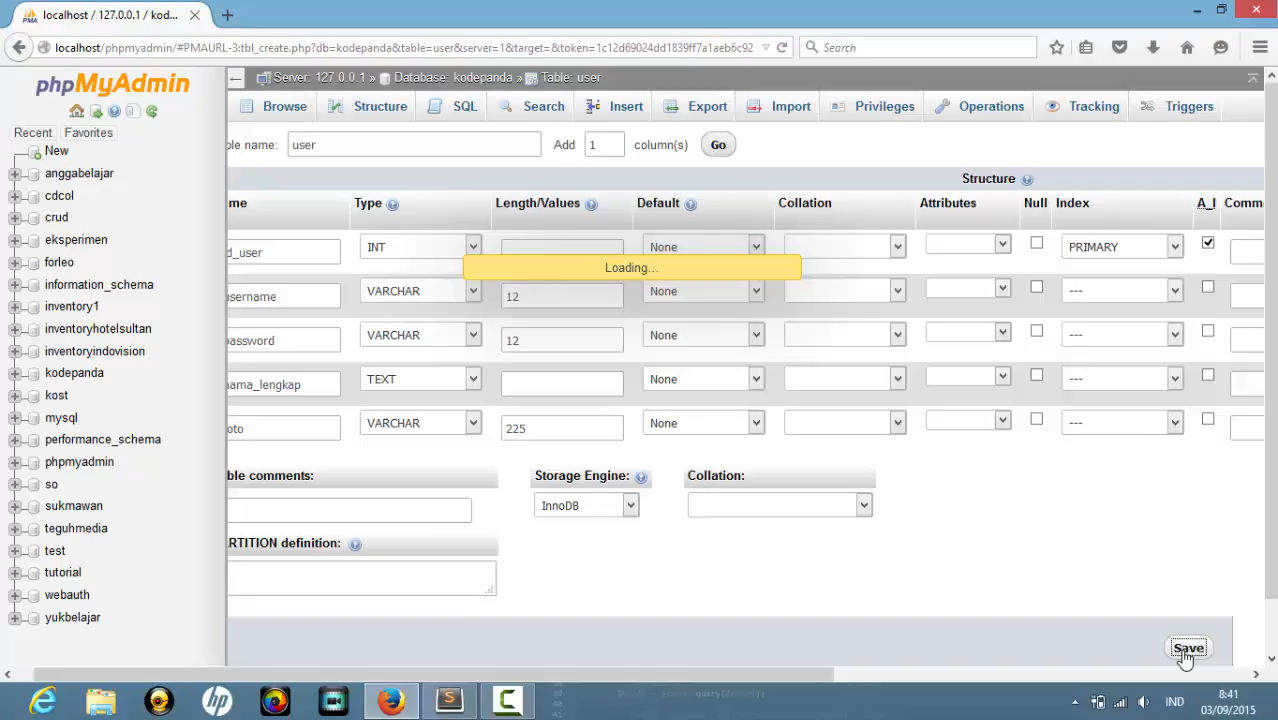 localhost / 127.0.0.1 / kod...
localhost/phpmyadmin/#PMAURL-3:tbl_create.php?db=kodepanda&table=user&server=1&target=&token=1c12d69024dd1839ff7a1aeb6c92
Search
phpMyAdmin
Recent Favorites
New
anggabelajar
cdcol
crud
eksperimen
forleo
information_schema
inventory1
inventoryhotelsultan
inventoryindovision
kodepanda
kost
mysql
performance_schema
phpmyadmin
so
sukmawan
teguhmedia
test
tutorial
webauth
yukbelajar
Server: 127.0.0.1 » Database: kodepanda » Table: user
Browse Structure SQL Search Insert Export Import Privileges Operations Tracking Triggers
ble name: user Add 1 column(s) Go
Structure
me Type Length/Values Default Collation Attributes Null Index A_I Comme
d_user INT None PRIMARY
Loading...
username VARCHAR 12 None ---
password VARCHAR 12 None ---
nama_lengkap TEXT None ---
oto VARCHAR 225 None ---
ble comments: Storage Engine: Collation:
InnoDB
RTITION definition:
Save
IND
8:41
03/09/2015